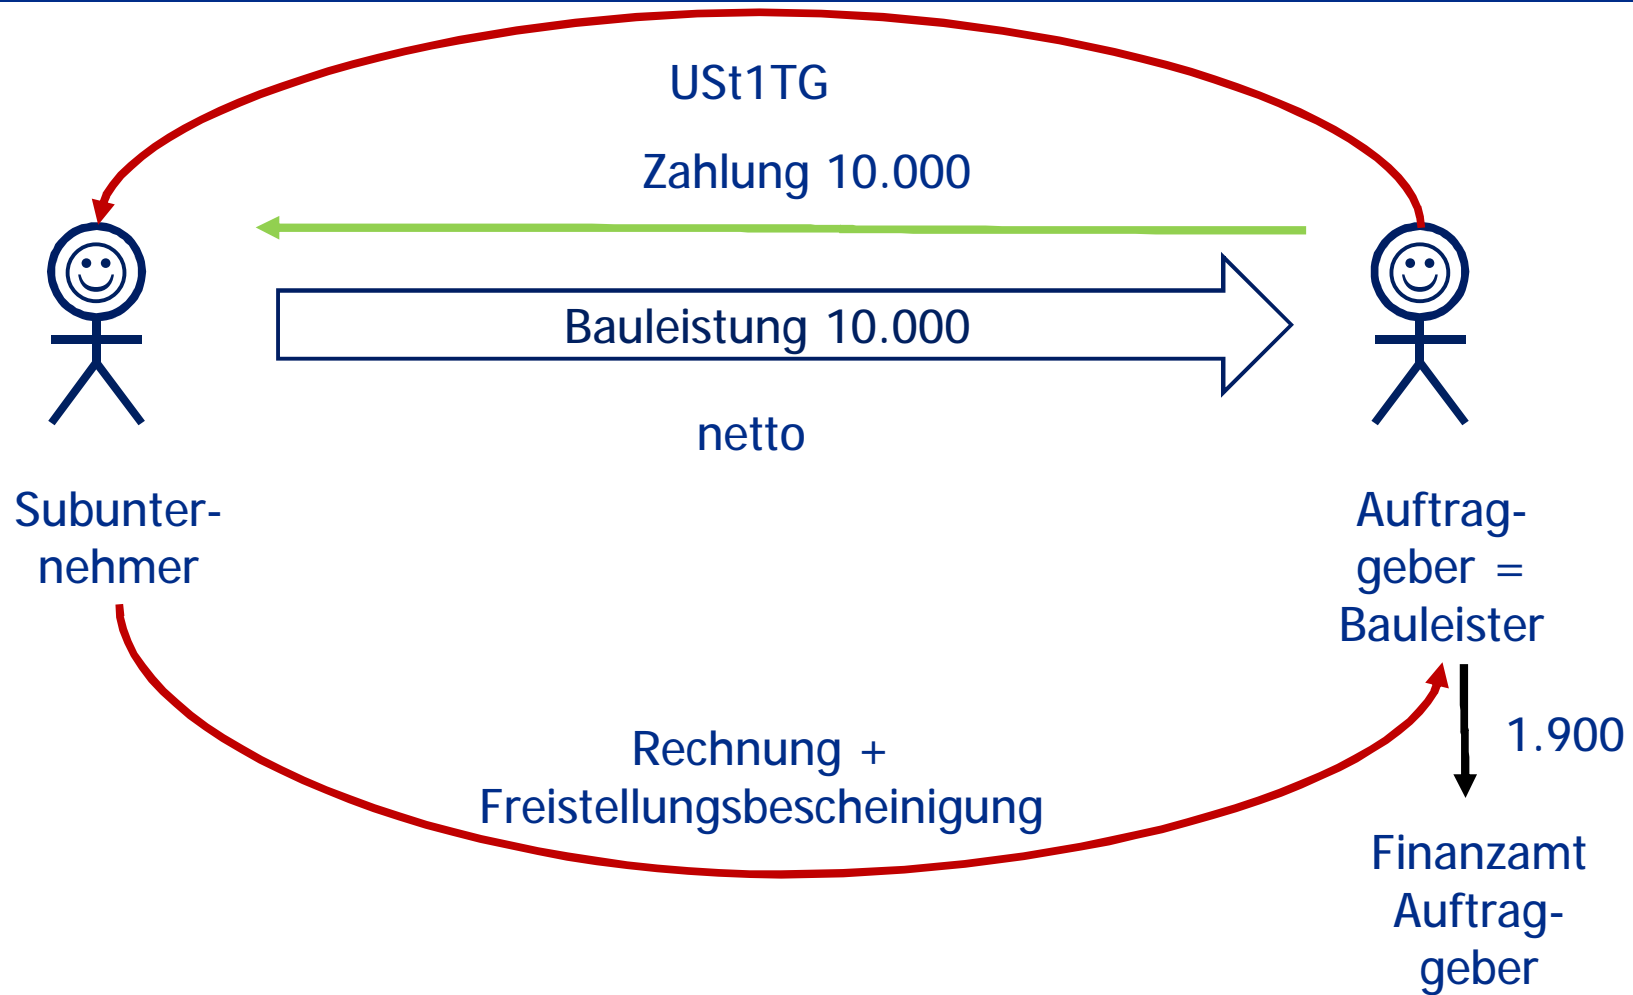 USt1TG
Zahlung 10.000
Bauleistung 10.000
netto
Subunter-
nehmer
Auftrag-
geber =
Bauleister
Rechnung +
Freistellungsbescheinigung
1.900
Finanzamt
Auftrag-
geber